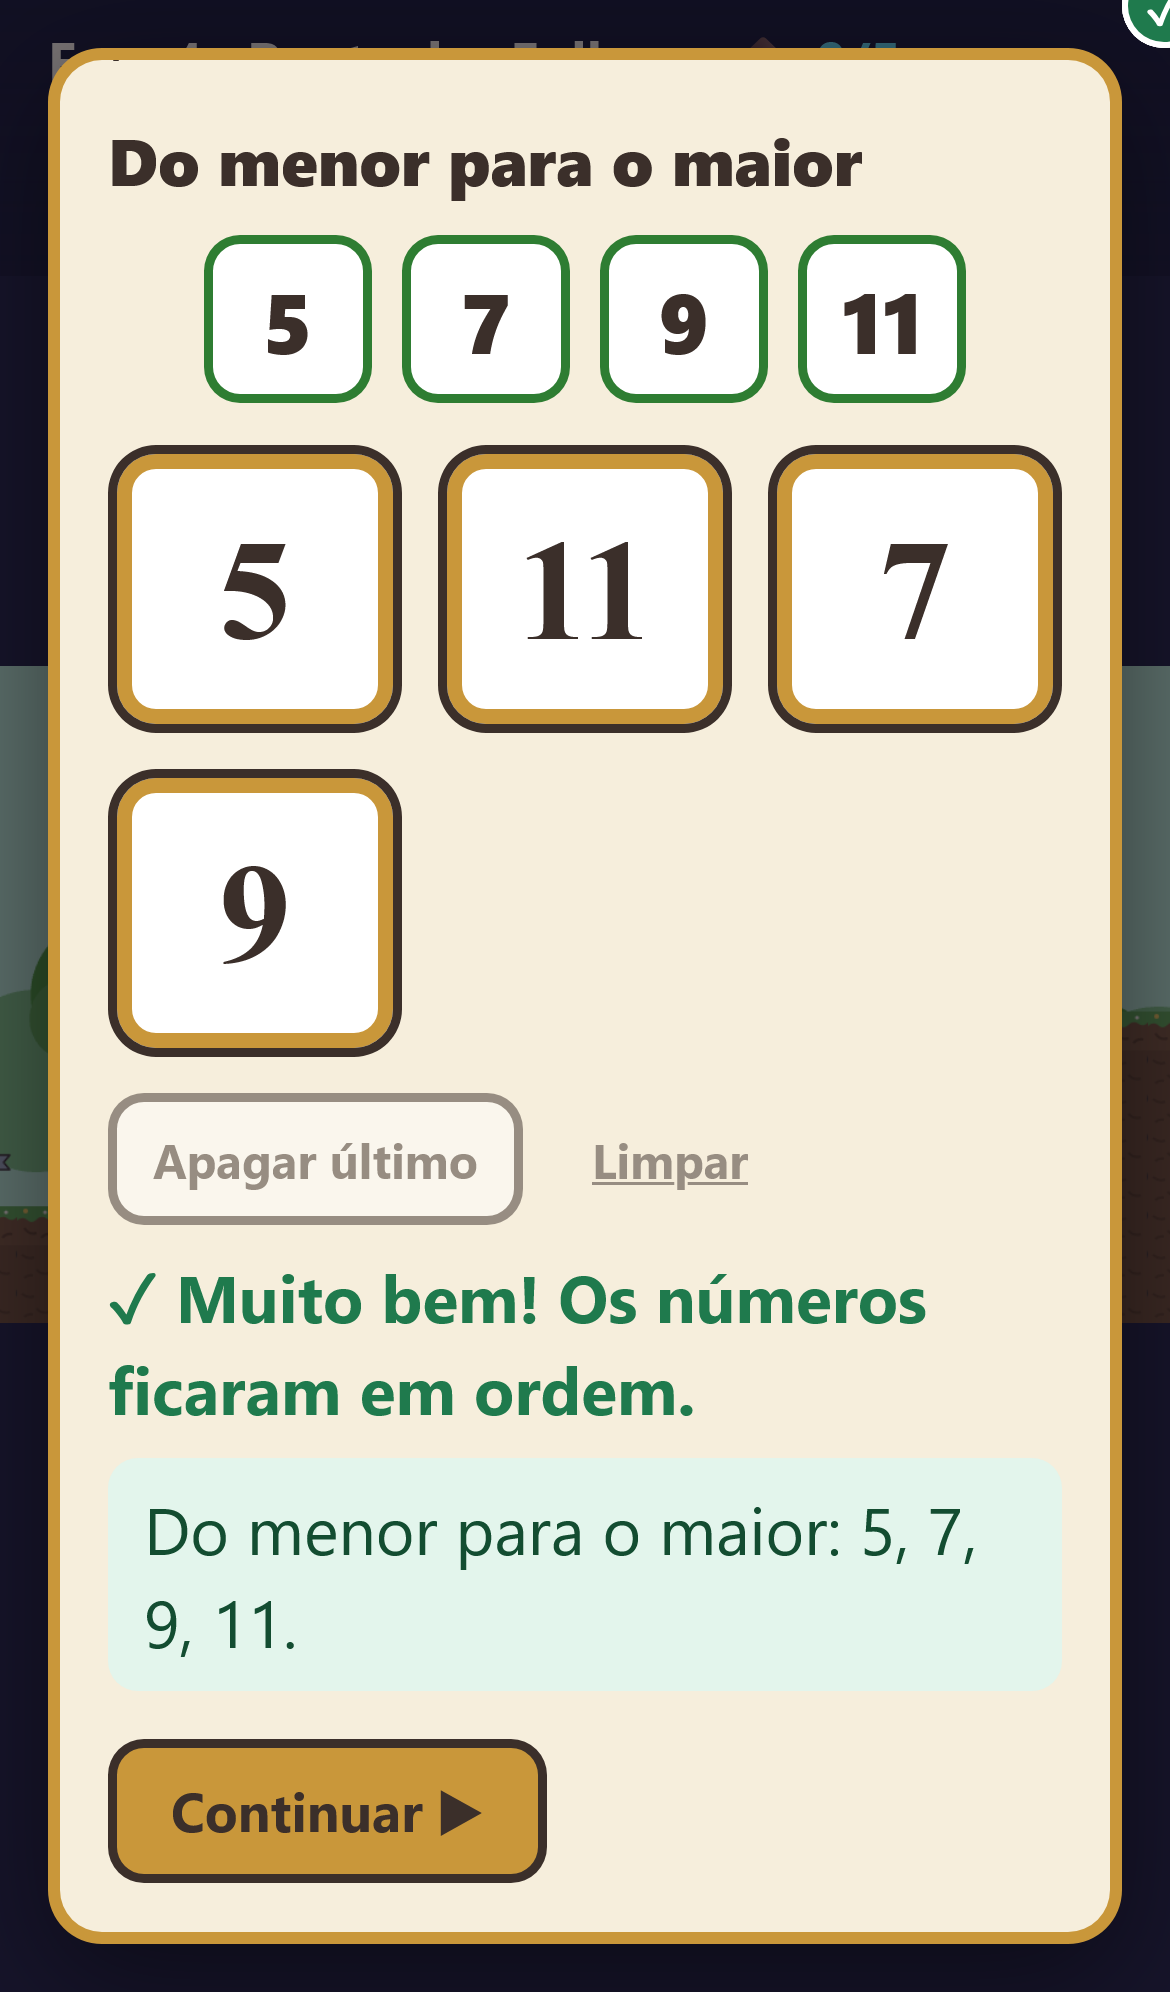 Do menor para o maior
5 7 9 11
5 11 7
9
Apagar último Limpar
✓ Muito bem! Os números
ficaram em ordem.
Do menor para o maior: 5, 7,
9, 11.
Continuar ▶